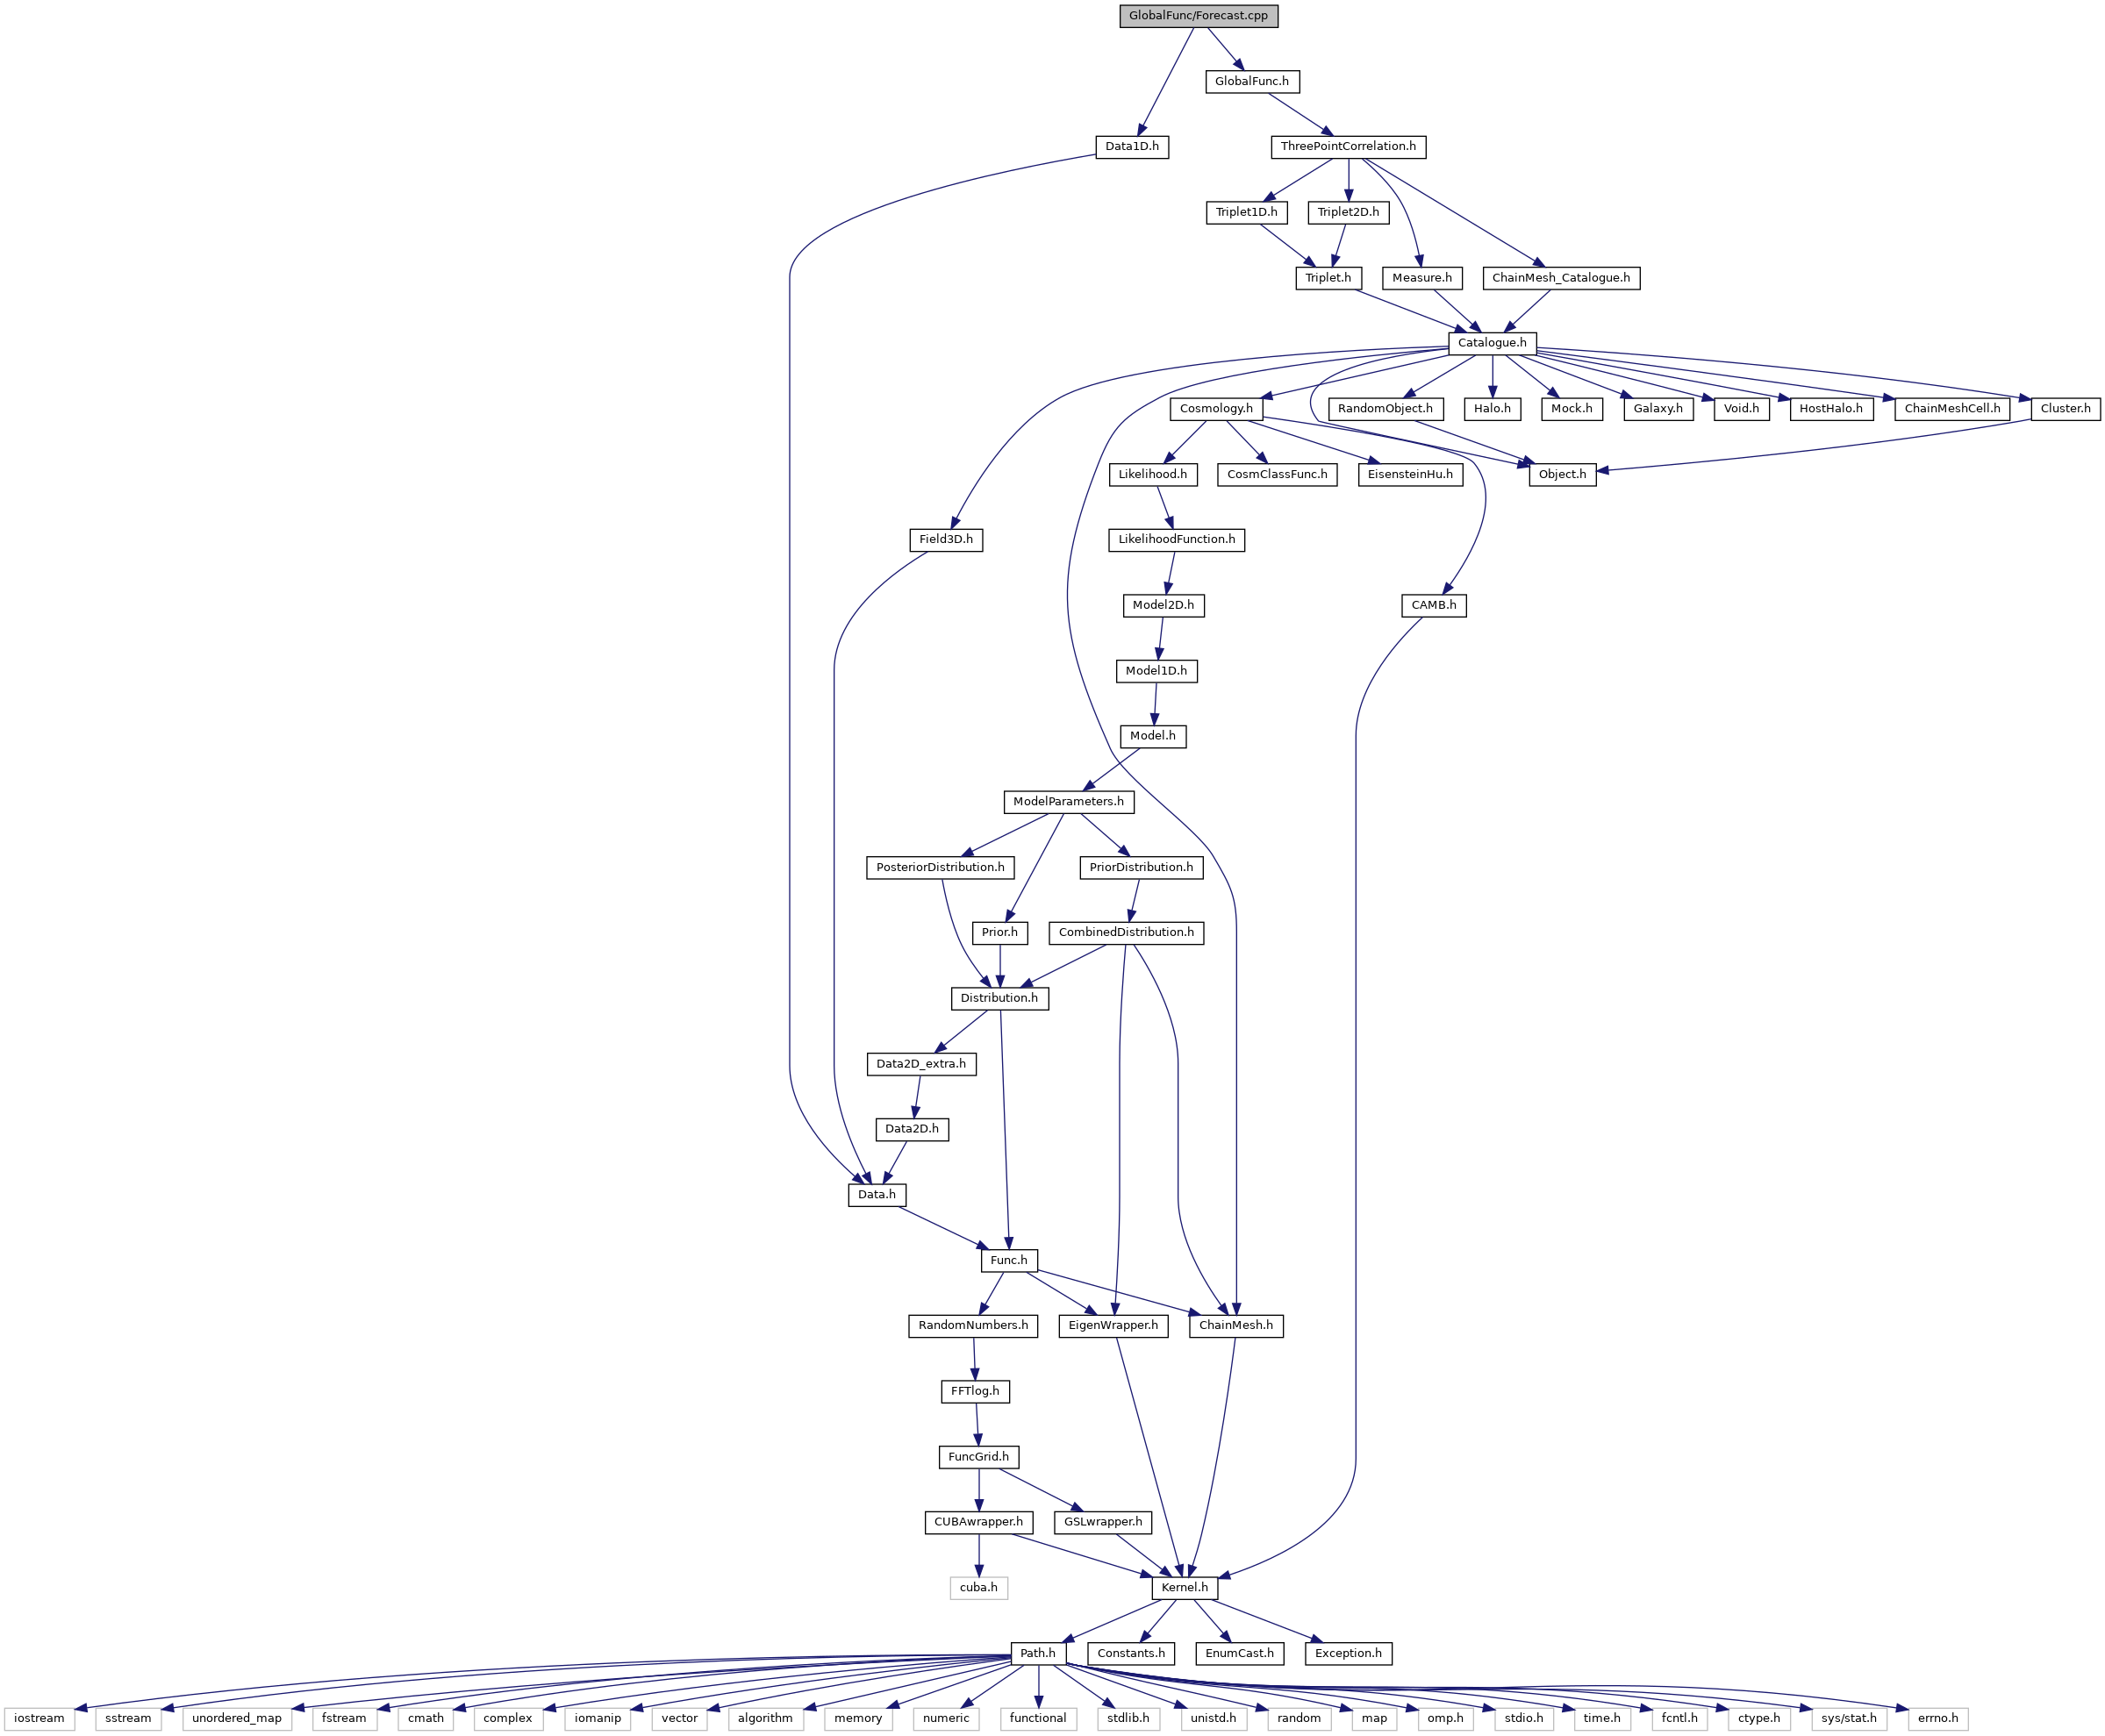 GlobalFunc/Forecast.cpp
GlobalFunc.h
Data1D.h
ThreePointCorrelation.h
Triplet1D.h
Triplet2D.h
Triplet.h
Measure.h
ChainMesh_Catalogue.h
Catalogue.h
Cosmology.h
RandomObject.h
Halo.h
Mock.h
Galaxy.h
Void.h
HostHalo.h
ChainMeshCell.h
Cluster.h
Likelihood.h
CosmClassFunc.h
EisensteinHu.h
Object.h
Field3D.h
LikelihoodFunction.h
Model2D.h
CAMB.h
Model1D.h
Model.h
ModelParameters.h
PosteriorDistribution.h
PriorDistribution.h
Prior.h
CombinedDistribution.h
Distribution.h
Data2D_extra.h
Data2D.h
Data.h
Func.h
RandomNumbers.h
EigenWrapper.h
ChainMesh.h
FFTlog.h
FuncGrid.h
CUBAwrapper.h
GSLwrapper.h
cuba.h
Kernel.h
Path.h
Constants.h
EnumCast.h
Exception.h
iostream
sstream
unordered_map
fstream
cmath
complex
iomanip
vector
algorithm
memory
numeric
functional
stdlib.h
unistd.h
random
map
omp.h
stdio.h
time.h
fcntl.h
ctype.h
sys/stat.h
errno.h